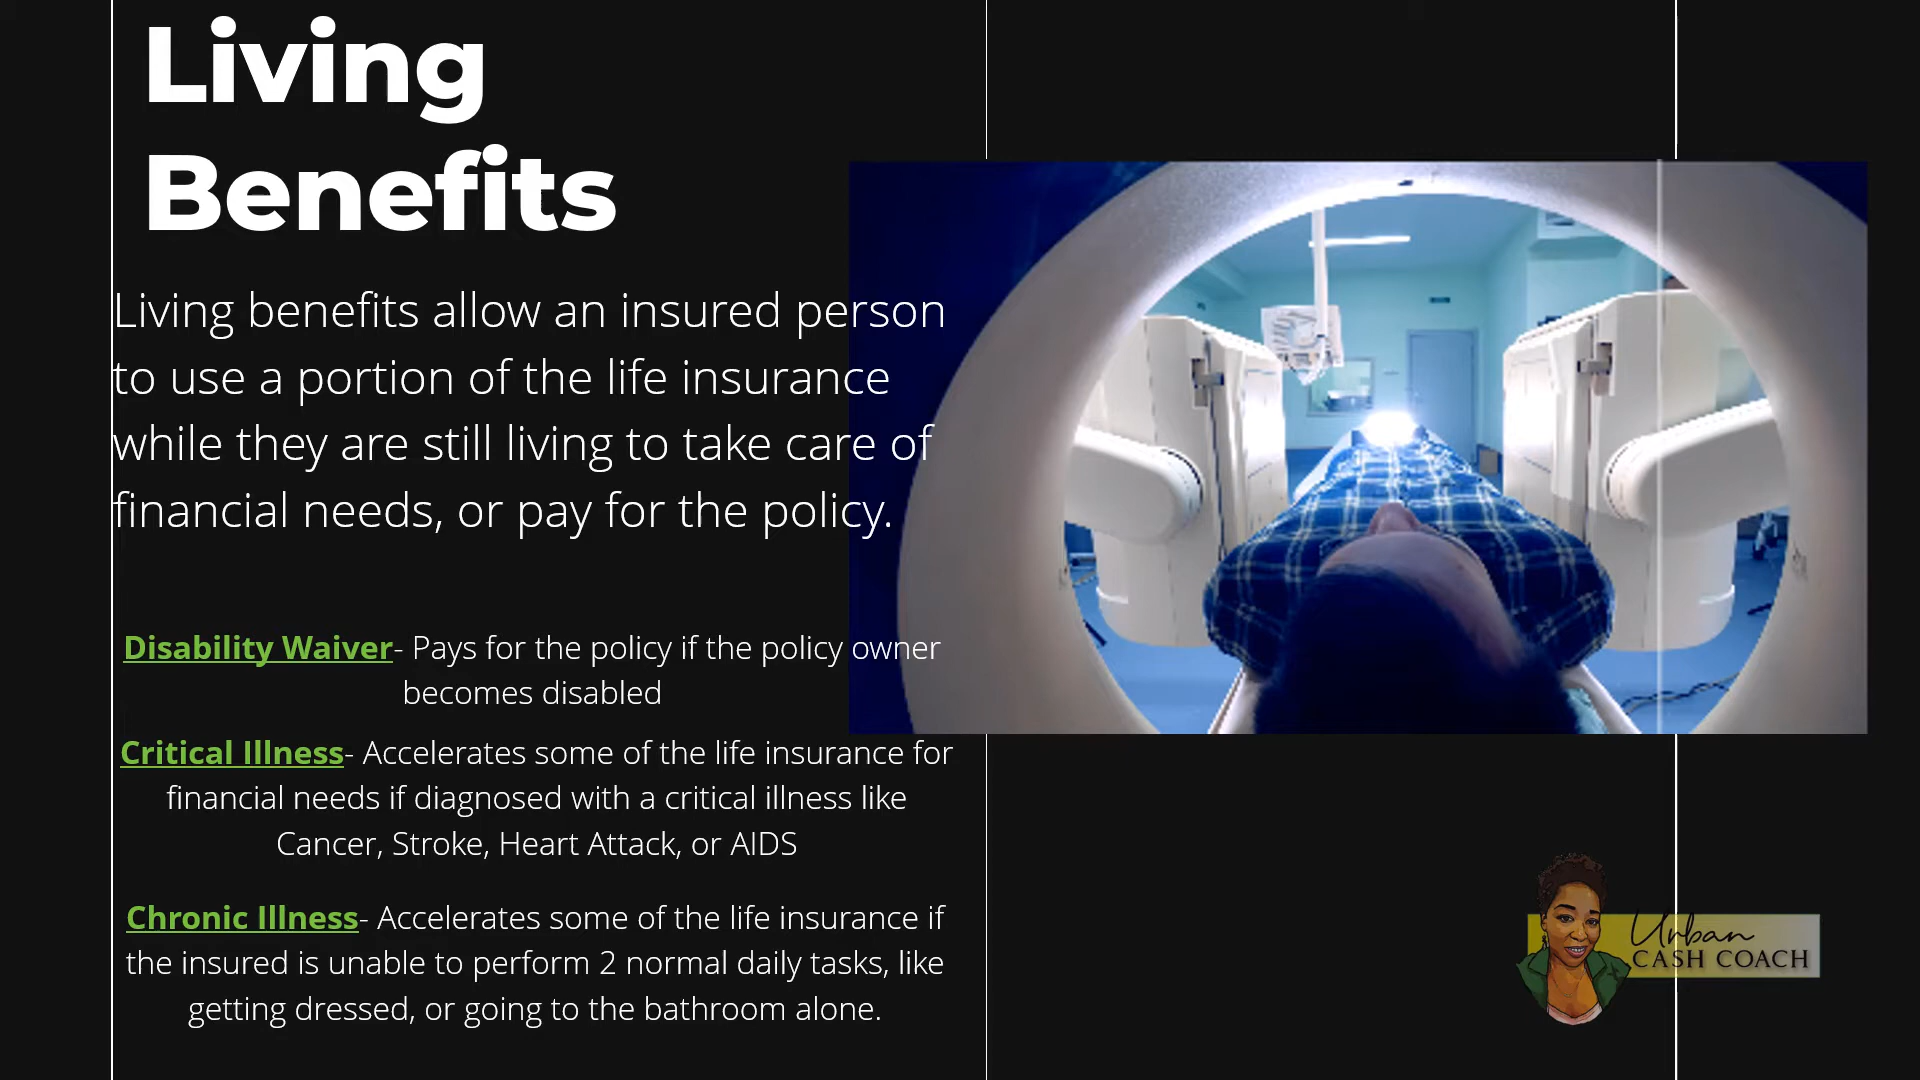 Living
Benefits
Living benefits allow an insured person
to use a portion of the life insurance
while they are still living to take care of
financial needs, or pay for the policy.
Disability Waiver- Pays for the policy if the policy owner
becomes disabled
Critical Illness- Accelerates some of the life insurance for
financial needs if diagnosed with a critical illness like
Cancer, Stroke, Heart Attack, or AIDS
Chronic Illness- Accelerates some of the life insurance if
the insured is unable to perform 2 normal daily tasks, like
getting dressed, or going to the bathroom alone.
Urban
CASH COACH